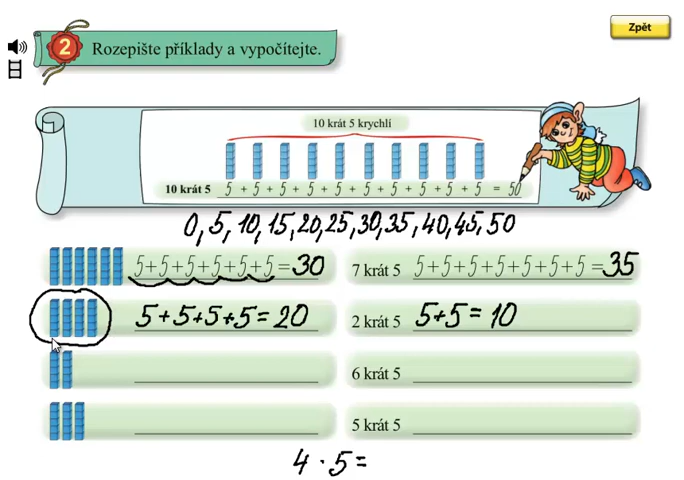 Zpět
2 Rozepište příklady a vypočítejte.
10 krát 5 krychlí
10 krát 5 5 + 5 + 5 + 5 + 5 + 5 + 5 + 5 + 5 + 5 = 50
0, 5, 10, 15, 20, 25, 30, 35, 40, 45, 50
5+5+5+5+5+5=30
7 krát 5 5+5+5+5+5+5+5=35
5+5+5+5=20
2 krát 5 5+5=10
6 krát 5
5 krát 5
4 · 5 =